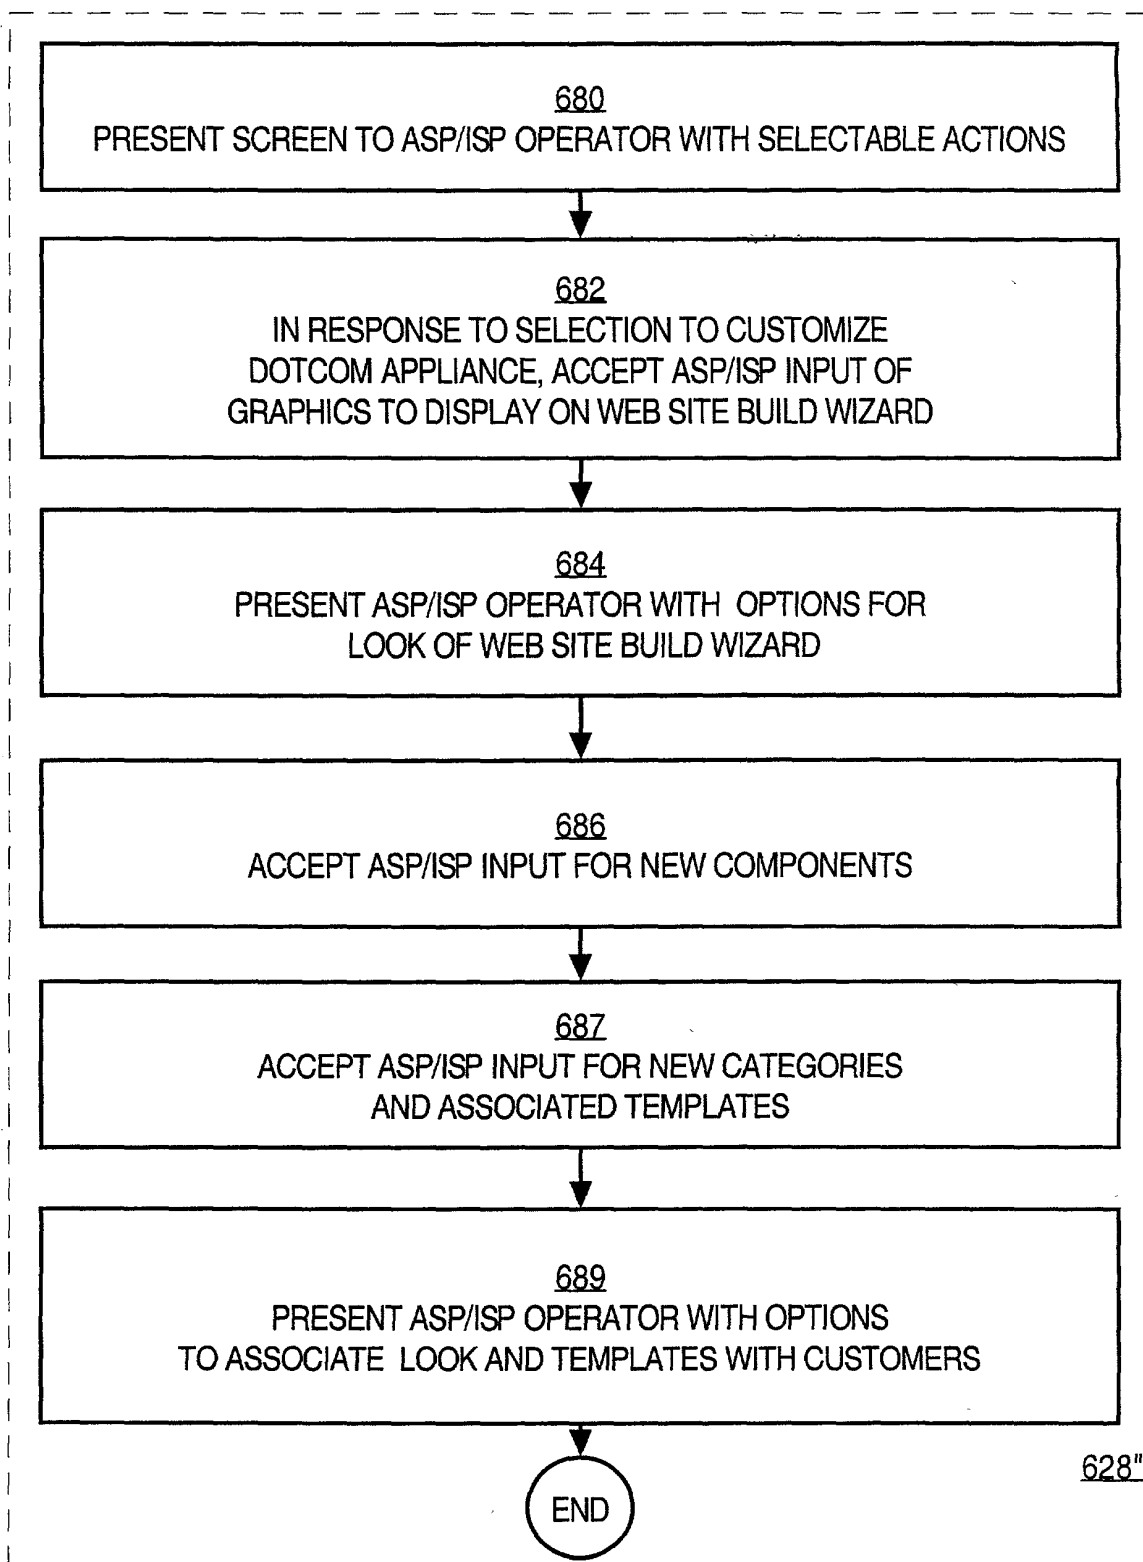 680
PRESENT SCREEN TO ASP/ISP OPERATOR WITH SELECTABLE ACTIONS
682
IN RESPONSE TO SELECTION TO CUSTOMIZE
DOTCOM APPLIANCE, ACCEPT ASP/ISP INPUT OF
GRAPHICS TO DISPLAY ON WEB SITE BUILD WIZARD
684
PRESENT ASP/ISP OPERATOR WITH OPTIONS FOR
LOOK OF WEB SITE BUILD WIZARD
686
ACCEPT ASP/ISP INPUT FOR NEW COMPONENTS
687
ACCEPT ASP/ISP INPUT FOR NEW CATEGORIES
AND ASSOCIATED TEMPLATES
689
PRESENT ASP/ISP OPERATOR WITH OPTIONS
TO ASSOCIATE LOOK AND TEMPLATES WITH CUSTOMERS
628"
END